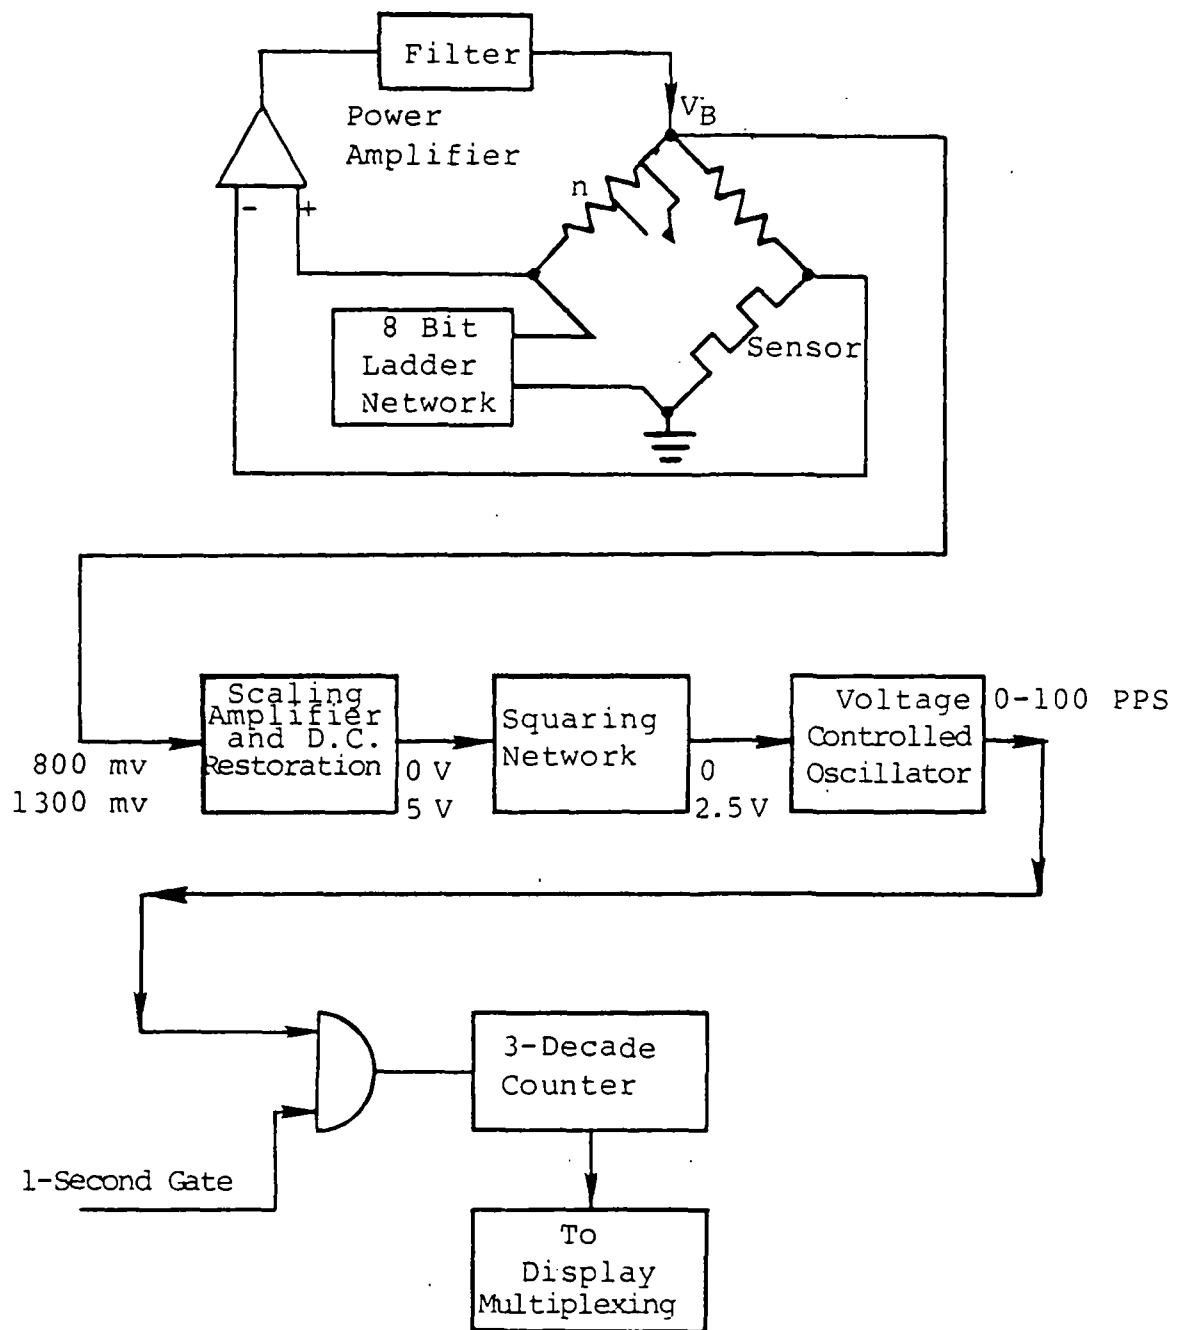 Filter
Power
Amplifier
VB
n
-
+
8 Bit
Ladder
Network
Sensor
Scaling
Amplifier
and D.C.
Restoration
800 mv
1300 mv
0 V
5 V
Squaring
Network
0
2.5 V
Voltage
Controlled
Oscillator
0-100 PPS
3-Decade
Counter
1-Second Gate
To
Display
Multiplexing